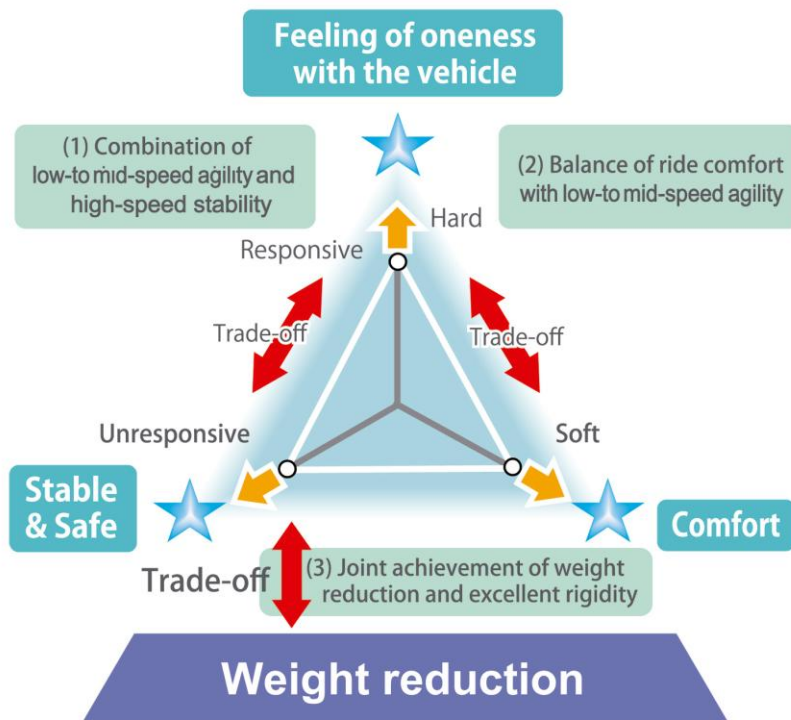 Feeling of oneness
with the vehicle
(1) Combination of
low-to mid-speed agility and
high-speed stability
(2) Balance of ride comfort
with low-to mid-speed agility
Hard
Responsive
Trade-off
Trade-off
Unresponsive
Soft
Stable
& Safe
Comfort
Trade-off
(3) Joint achievement of weight
reduction and excellent rigidity
Weight reduction